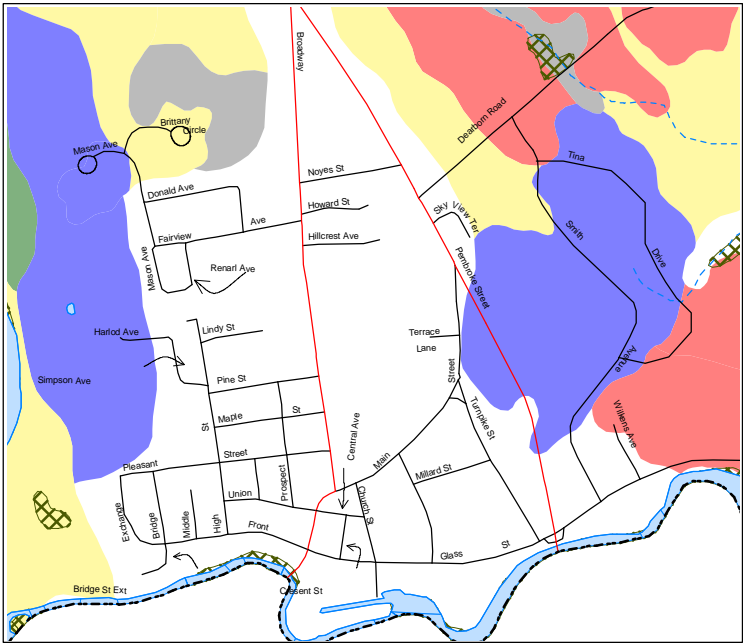 Broadway
Dearborn Road
Brittany
Circle
Mason Ave
Tina
Noyes St
Donald Ave
Howard St
Sky View Ter
Ave
Fairview
Hillcrest Ave
Smith
Mason Ave
Drive
Renarl Ave
Pembroke Street
Lindy St
Harlod Ave
Terrace
Lane
Avenue
Simpson Ave
Pine St
Street
Maple
St
St
Central Ave
Turnpike St
Wilkens Ave
Street
Pleasant
Main
Millard St
Prospect
Union
Church St
Exchange
Bridge
Middle
High
Front
St
Glass
Bridge St Ext
Cresent St